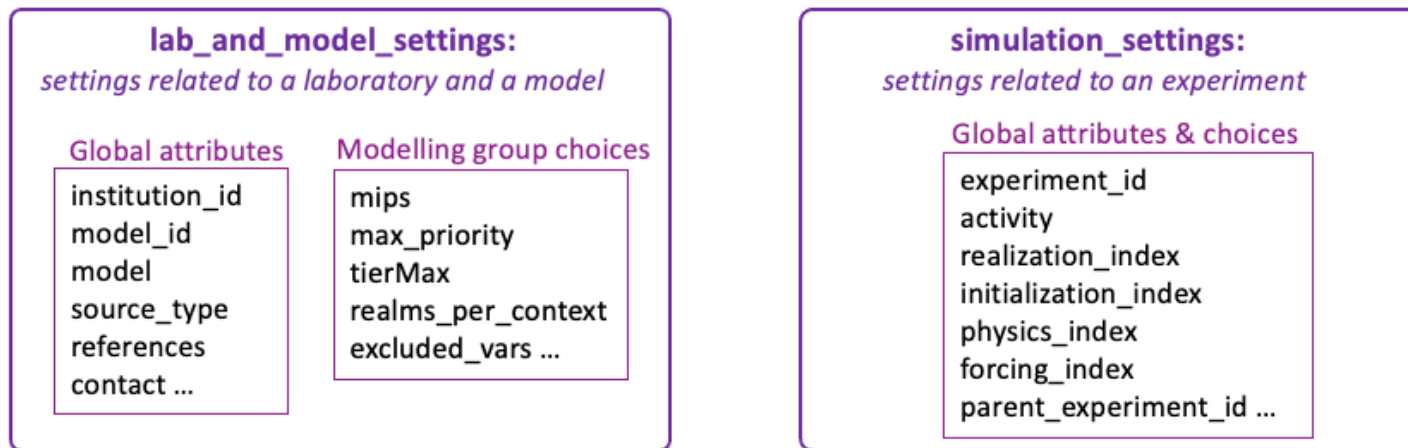 lab_and_model_settings:
settings related to a laboratory and a model
Global attributes
institution_id
model_id
model
source_type
references
contact ...
Modelling group choices
mips
max_priority
tierMax
realms_per_context
excluded_vars ...
simulation_settings:
settings related to an experiment
Global attributes & choices
experiment_id
activity
realization_index
initialization_index
physics_index
forcing_index
parent_experiment_id ...